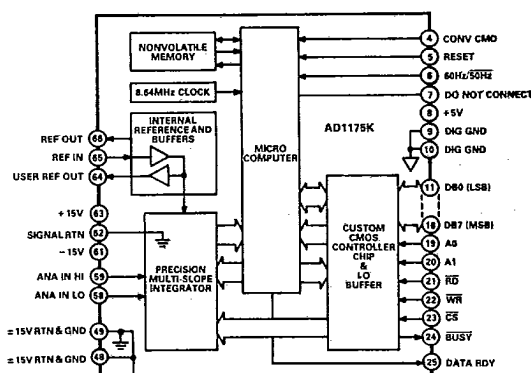 NONVOLATILE
MEMORY
8.64MHz CLOCK
INTERNAL
REFERENCE AND
BUFFERS
MICRO
COMPUTER
AD1175K
PRECISION
MULTI-SLOPE
INTEGRATOR
CUSTOM
CMOS
CONTROLLER
CHIP
&
I.O
BUFFER
REF OUT 66
REF IN 65
USER REF OUT 64
+15V 63
SIGNAL RTN 62
-15V 61
ANA IN HI 59
ANA IN LO 58
±15V RTN & GND 49
±15V RTN & GND 48
4 CONV CMD
5 RESET
6 60Hz/50Hz
7 DO NOT CONNECT
8 +5V
9 DIG GND
10 DIG GND
11 DB0 (LSB)
18 DB7 (MSB)
19 A0
20 A1
21 RD
22 WR
23 CS
24 BUSY
25 DATA RDY